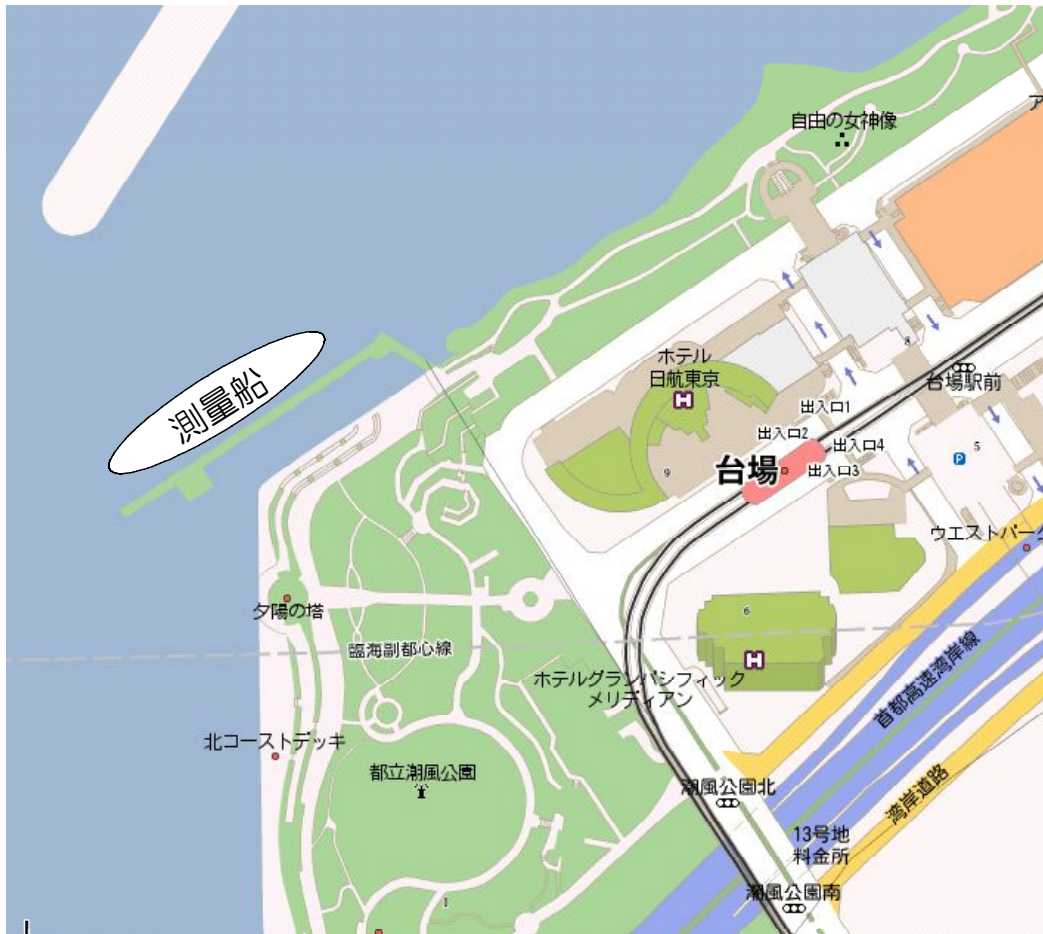 自由の女神像
ア
ホテル
日航東京
8
台場駅前
出入口1
出入口2
出入口4
出入口3
台場
9
5
P
測量船
ウエストパーク
夕陽の塔
6
臨海副都心線
ホテルグランパシフィック
メリディアン
首都高速湾岸線
北コーストデッキ
都立潮風公園
潮風公園北
湾岸道路
13号地
料金所
潮風公園南
1